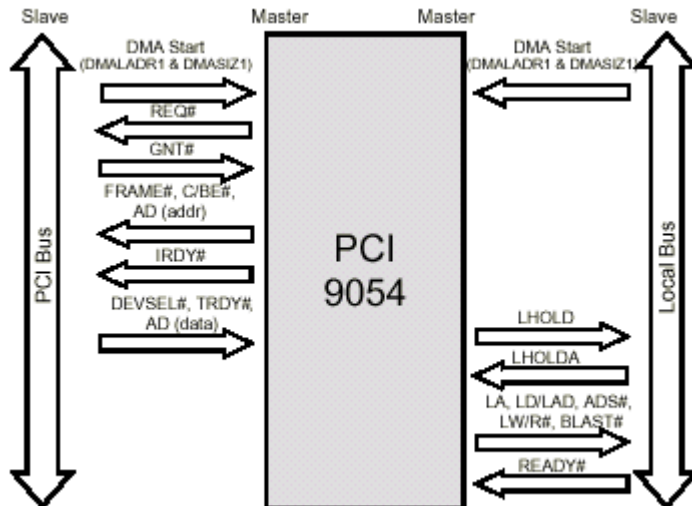 Slave Master Master Slave
DMA Start
(DMALADR1 & DMASIZ1)
REQ#
GNT#
FRAME#, C/BE#,
AD (addr)
IRDY#
DEVSEL#, TRDY#,
AD (data)
PCI Bus
PCI
9054
DMA Start
(DMALADR1 & DMASIZ1)
LHOLD
LHOLDA
LA, LD/LAD, ADS#,
LW/R#, BLAST#
READY#
Local Bus